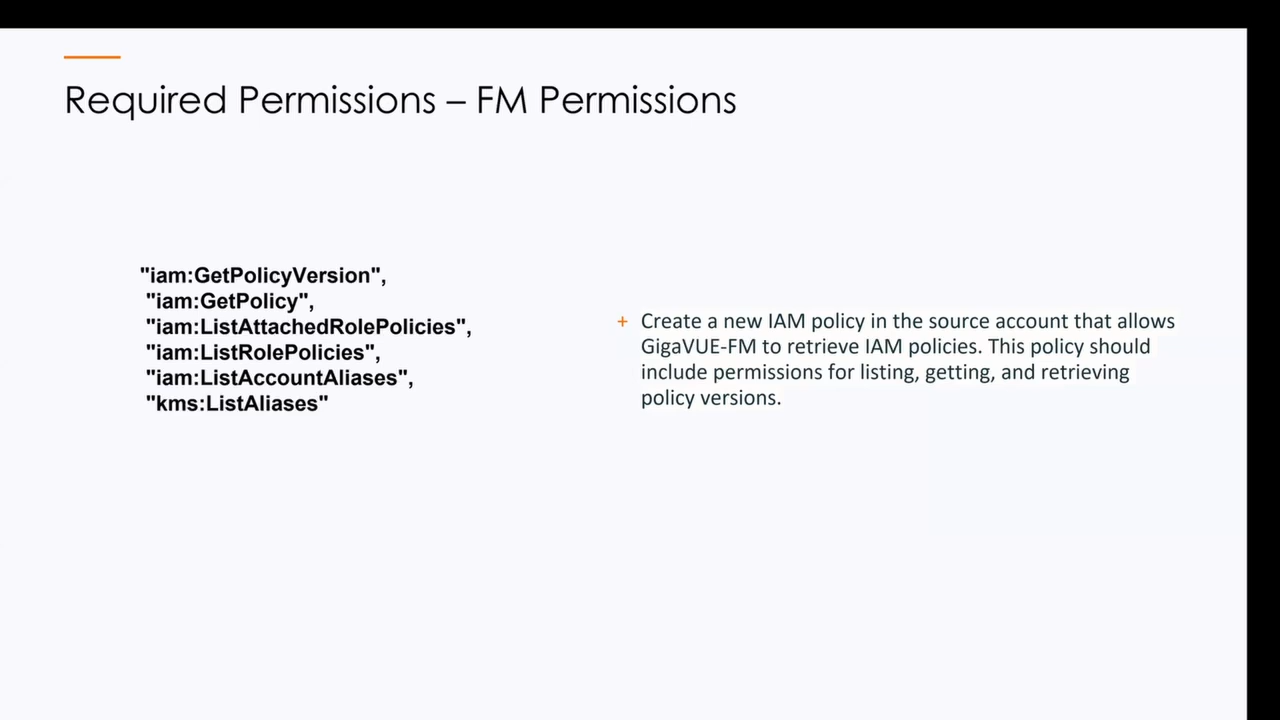 Required Permissions – FM Permissions
"iam:GetPolicyVersion",
"iam:GetPolicy",
"iam:ListAttachedRolePolicies",
"iam:ListRolePolicies",
"iam:ListAccountAliases",
"kms:ListAliases"
+ Create a new IAM policy in the source account that allows
GigaVUE-FM to retrieve IAM policies. This policy should
include permissions for listing, getting, and retrieving
policy versions.